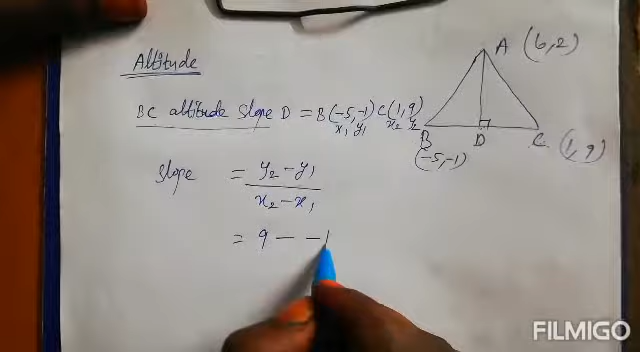 Altitude
A (6,2)
BC altitude slope D = B(-5,-1) C(1,9)
x₁ y₁ x₂ y₂
B D C (1,9)
(-5,-1)
slope = y₂ - y₁
x₂ - x₁
= 9 - -1
FILMIGO